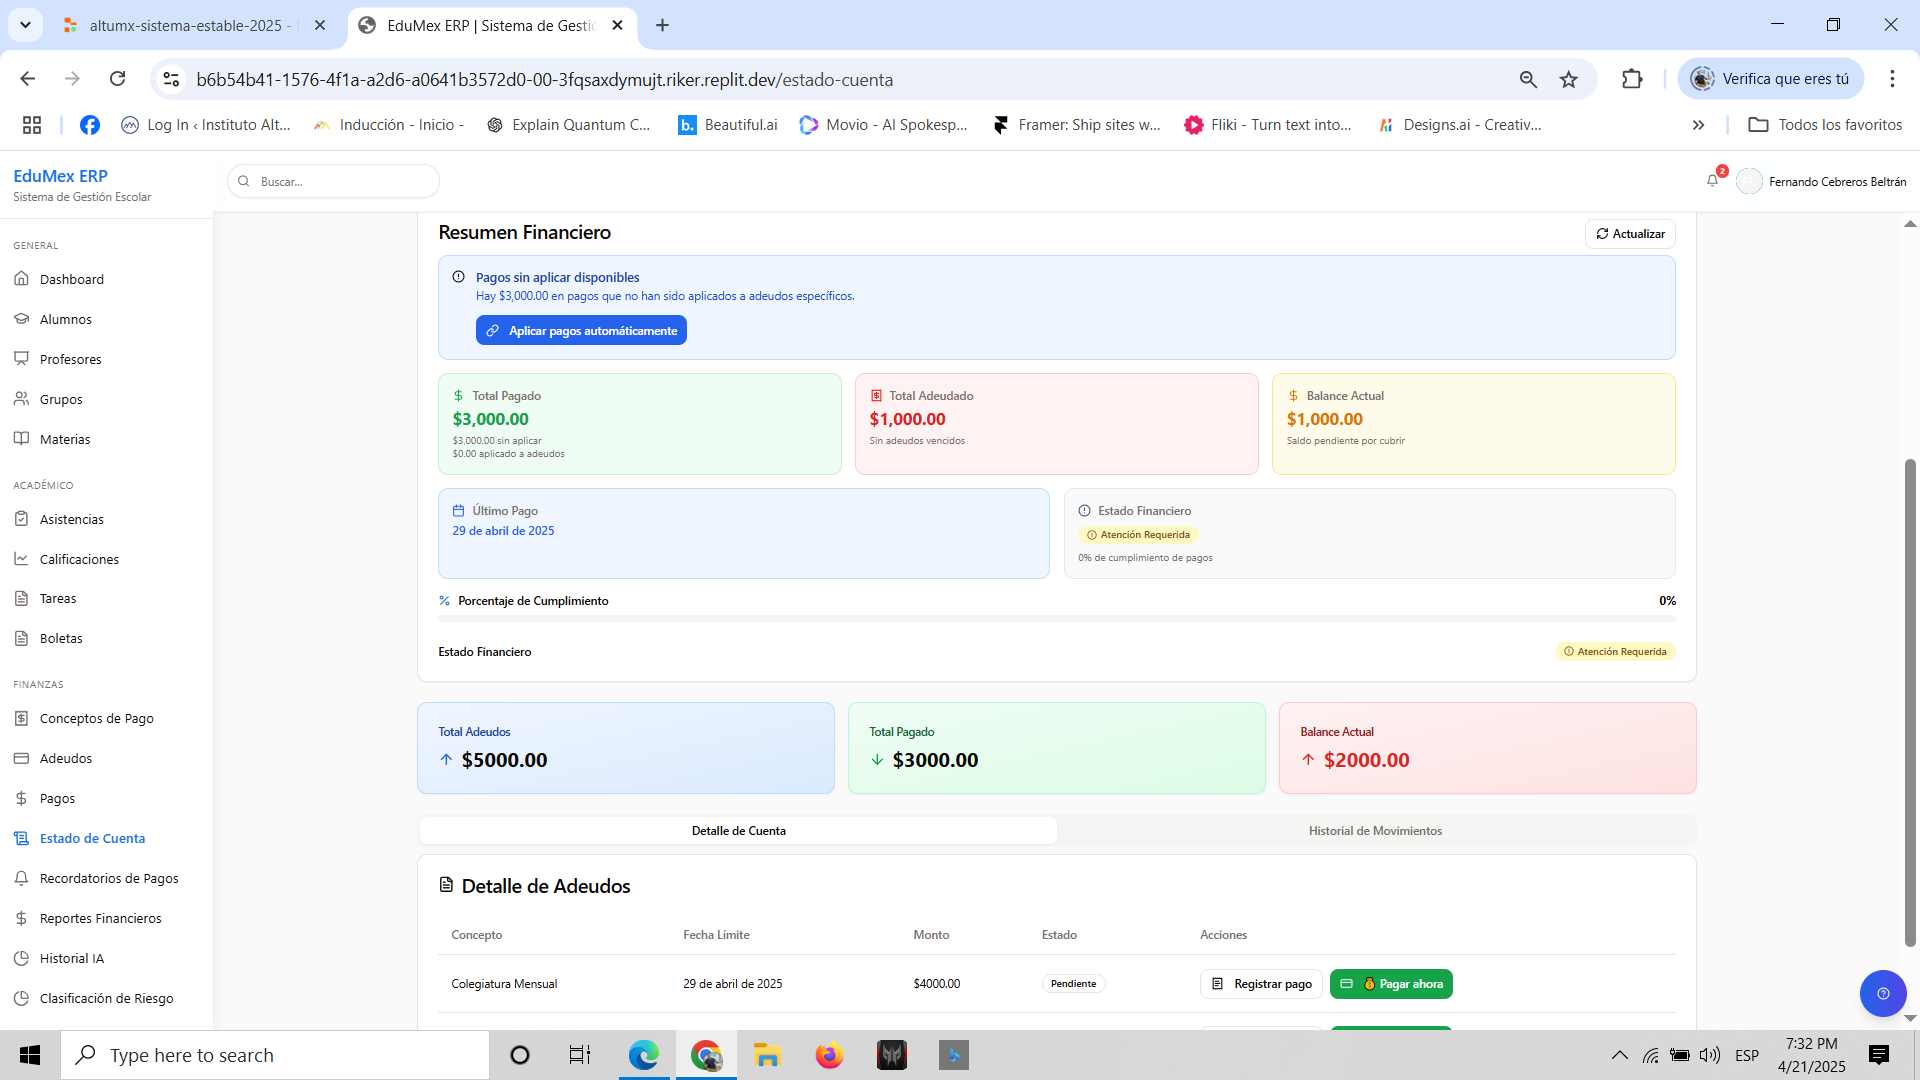 altumx-sistema-estable-2025 -
EduMex ERP | Sistema de Gestió
b6b54b41-1576-4f1a-a2d6-a0641b3572d0-00-3fqsaxdymujt.riker.replit.dev/estado-cuenta
Verifica que eres tú
Log In ‹ Instituto Alt...
Inducción - Inicio -
Explain Quantum C...
b.
Beautiful.ai
Movio - AI Spokesp...
Framer: Ship sites w...
Fliki - Turn text into...
Designs.ai - Creativ...
»
Todos los favoritos
EduMex ERP
Sistema de Gestión Escolar
Buscar...
2
Fernando Cebreros Beltrán
GENERAL
Dashboard
Alumnos
Profesores
Grupos
Materias
ACADÉMICO
Asistencias
Calificaciones
Tareas
Boletas
FINANZAS
Conceptos de Pago
Adeudos
Pagos
Estado de Cuenta
Recordatorios de Pagos
Reportes Financieros
Historial IA
Clasificación de Riesgo
Resumen Financiero
Actualizar
Pagos sin aplicar disponibles
Hay $3,000.00 en pagos que no han sido aplicados a adeudos específicos.
Aplicar pagos automáticamente
Total Pagado
$3,000.00
$3,000.00 sin aplicar
$0.00 aplicado a adeudos
Total Adeudado
$1,000.00
Sin adeudos vencidos
Balance Actual
$1,000.00
Saldo pendiente por cubrir
Último Pago
29 de abril de 2025
Estado Financiero
Atención Requerida
0% de cumplimiento de pagos
Porcentaje de Cumplimiento 0%
Estado Financiero Atención Requerida
Total Adeudos
$5000.00
Total Pagado
$3000.00
Balance Actual
$2000.00
Detalle de Cuenta Historial de Movimientos
Detalle de Adeudos
Concepto Fecha Límite Monto Estado Acciones
Colegiatura Mensual 29 de abril de 2025 $4000.00 Pendiente Registrar pago Pagar ahora
Type here to search
ESP
7:32 PM
4/21/2025